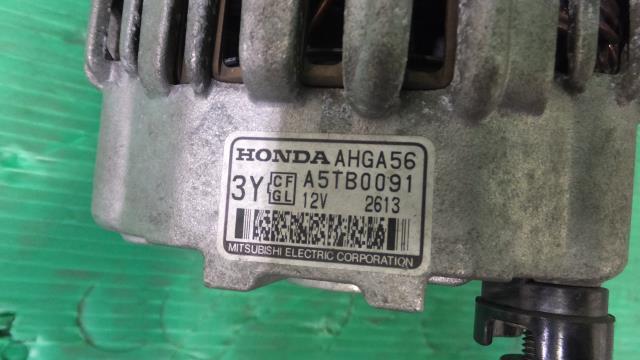 HONDA AHGA56
3Y CF GL A5TB0091
12V 2613
MITSUBISHI ELECTRIC CORPORATION